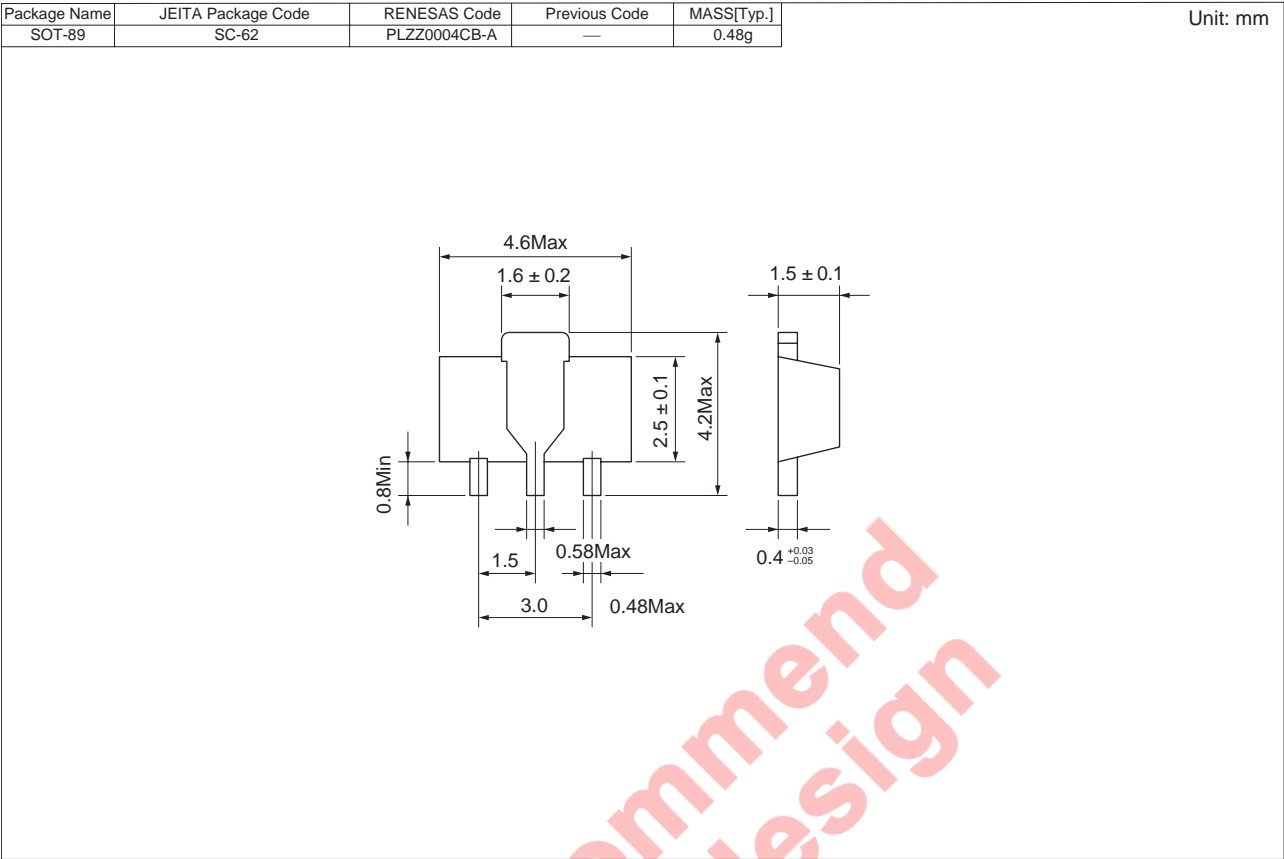 Package Name JEITA Package Code RENESAS Code Previous Code MASS[Typ.]
SOT-89 SC-62 PLZZ0004CB-A — 0.48g
Unit: mm
4.6Max
1.6 ± 0.2
1.5 ± 0.1
2.5 ± 0.1
4.2Max
0.8Min
1.5
0.58Max
0.4 +0.03 −0.05
3.0
0.48Max